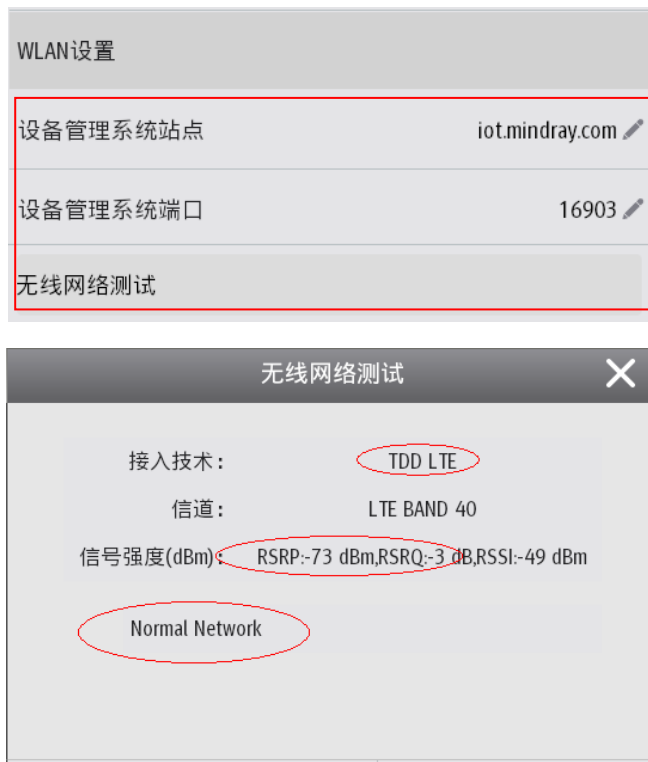 WLAN设置
设备管理系统站点 iot.mindray.com
设备管理系统端口 16903
无线网络测试
无线网络测试
接入技术: TDD LTE
信道: LTE BAND 40
信号强度(dBm): RSRP:-73 dBm,RSRQ:-3 dB,RSSI:-49 dBm
Normal Network